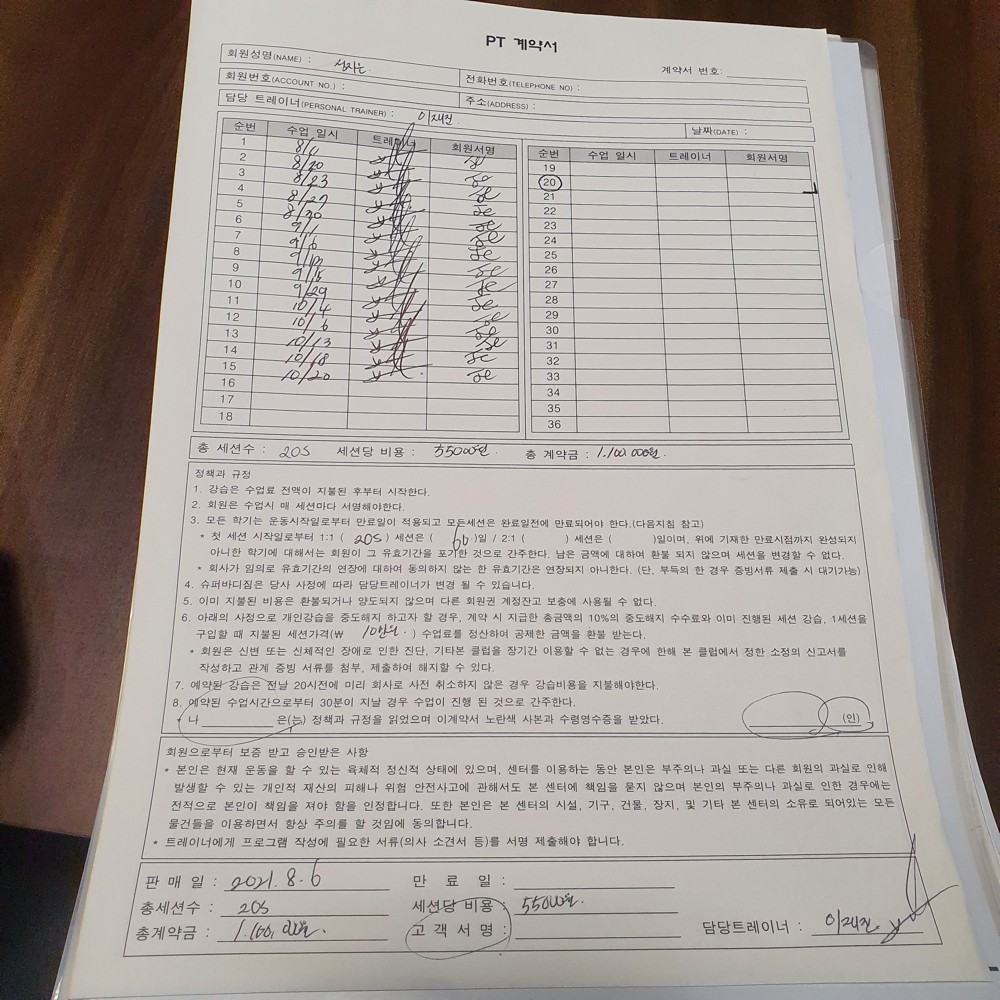 PT 계약서
계약서 번호:
회원성명(NAME) :
회원번호(ACCOUNT NO.) :
전화번호(TELEPHONE NO) :
담당 트레이너(PERSONAL TRAINER) : 이재진
주소(ADDRESS) :
날짜(DATE) :
순번 수업 일시 트레이너 회원서명
1
2 8/20
3 8/23
4 8/27
5 8/30
6 9/1
7 9/6
8
9 9/15
10 9/29
11 10/4
12 10/6
13 10/13
14 10/18
15 10/20
16
17
18
순번 수업 일시 트레이너 회원서명
19
20
21
22
23
24
25
26
27
28
29
30
31
32
33
34
35
36
총 세션수 : 20S 세션당 비용 : 55000원. 총 계약금 : 1.100.000원.
정책과 규정
1. 강습은 수업료 전액이 지불된 후부터 시작한다.
2. 회원은 수업시 매 세션마다 서명해야한다.
3. 모든 학기는 운동시작일로부터 만료일이 적용되고 모든세션은 완료일전에 만료되어야 한다.(다음지침 참고)
* 첫 세션 시작일로부터 1:1 ( 20S ) 세션은 ( 60 )일 / 2:1 ( ) 세션은 ( )일이며, 위에 기재한 만료시점까지 완성되지
아니한 학기에 대해서는 회원이 그 유효기간을 포기한 것으로 간주한다. 남은 금액에 대하여 환불 되지 않으며 세션을 변경할 수 없다.
* 회사가 임의로 유효기간의 연장에 대하여 동의하지 않는 한 유효기간은 연장되지 아니한다. (단, 부득의 한 경우 증빙서류 제출 시 대기가능)
4. 슈퍼바디짐은 당사 사정에 따라 담당트레이너가 변경 될 수 있습니다.
5. 이미 지불된 비용은 환불되거나 양도되지 않으며 다른 회원권 계정잔고 보충에 사용될 수 없다.
6. 아래의 사정으로 개인강습을 중도해지 하고자 할 경우, 계약 시 지급한 총금액의 10%의 중도해지 수수료와 이미 진행된 세션 강습, 1세션을
구입할 때 지불된 세션가격(₩ 10만원. ) 수업료를 정산하여 공제한 금액을 환불 받는다.
* 회원은 신변 또는 신체적인 장애로 인한 진단, 기타본 클럽을 장기간 이용할 수 없는 경우에 한해 본 클럽에서 정한 소정의 신고서를
작성하고 관계 증빙 서류를 첨부, 제출하여 해지할 수 있다.
7. 예약된 강습은 전날 20시전에 미리 회사로 사전 취소하지 않은 경우 강습비용을 지불해야한다.
8. 예약된 수업시간으로부터 30분이 지날 경우 수업이 진행 된 것으로 간주한다.
* 나 은(는) 정책과 규정을 읽었으며 이계약서 노란색 사본과 수령영수증을 받았다. (인)
회원으로부터 보증 받고 승인받은 사항
* 본인은 현재 운동을 할 수 있는 육체적 정신적 상태에 있으며, 센터를 이용하는 동안 본인은 부주의나 과실 또는 다른 회원의 과실로 인해
발생할 수 있는 개인적 재산의 피해나 위험 안전사고에 관해서도 본 센터에 책임을 묻지 않으며 본인의 부주의나 과실로 인한 경우에는
전적으로 본인이 책임을 져야 함을 인정합니다. 또한 본인은 본 센터의 시설, 기구, 건물, 장지, 및 기타 본 센터의 소유로 되어있는 모든
물건들을 이용하면서 항상 주의를 할 것임에 동의합니다.
* 트레이너에게 프로그램 작성에 필요한 서류(의사 소견서 등)를 서명 제출해야 합니다.
판 매 일 : 2021. 8. 6 만 료 일 :
총세션수 : 20S 세션당 비용 : 55000원.
총계약금 : 1.100,000원. 고 객 서 명 : 담당트레이너 : 이재진